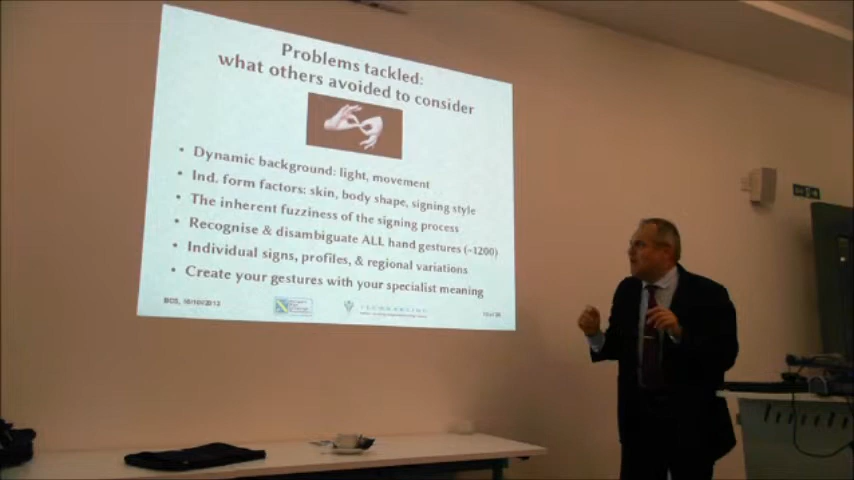 Problems tackled:
what others avoided to consider
• Dynamic background: light, movement
• Ind. form factors: skin, body shape, signing style
• The inherent fuzziness of the signing process
• Recognise & disambiguate ALL hand gestures (~1200)
• Individual signs, profiles, & regional variations
• Create your gestures with your specialist meaning
BCS, 16/10/2013